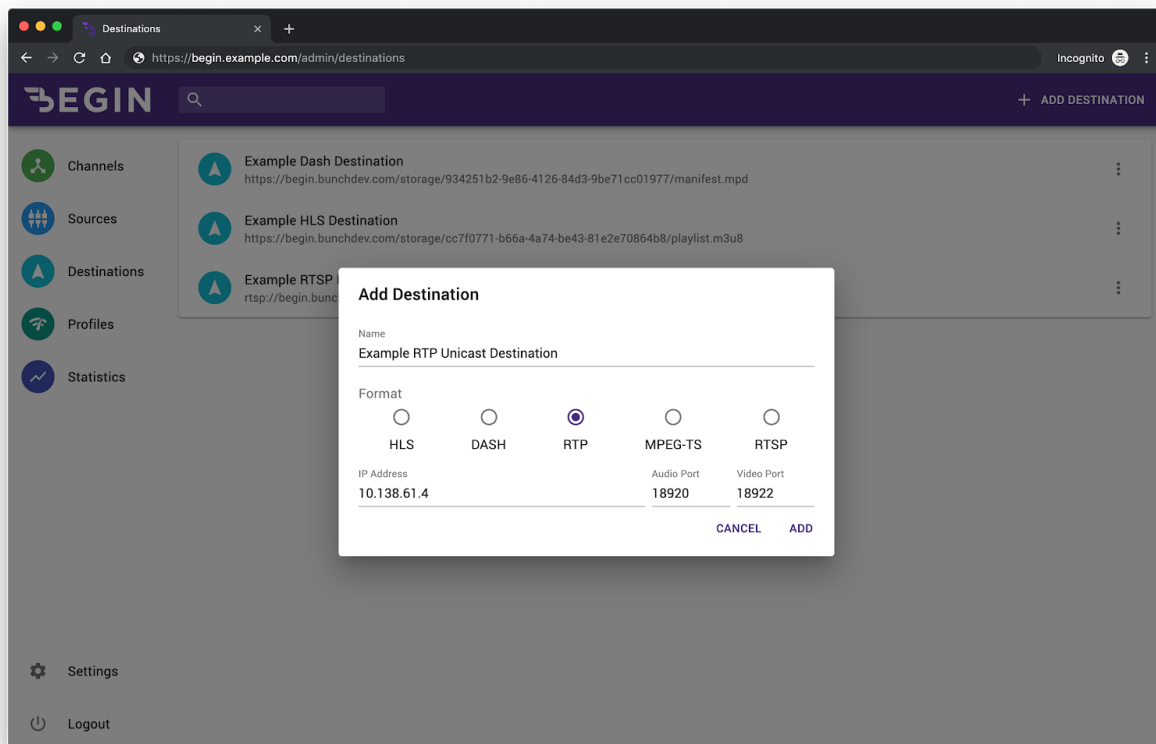 Destinations
https://begin.example.com/admin/destinations
Incognito
BEGIN
ADD DESTINATION
Channels
Sources
Destinations
Profiles
Statistics
Settings
Logout
Example Dash Destination
https://begin.bunchdev.com/storage/934251b2-9e86-4126-84d3-9be71cc01977/manifest.mpd
Example HLS Destination
https://begin.bunchdev.com/storage/cc7f0771-b66a-4a74-be43-81e2e70864b8/playlist.m3u8
Example RTSP
rtsp://begin.bunc
Add Destination
Name
Example RTP Unicast Destination
Format
HLS DASH RTP MPEG-TS RTSP
IP Address Audio Port Video Port
10.138.61.4 18920 18922
CANCEL ADD